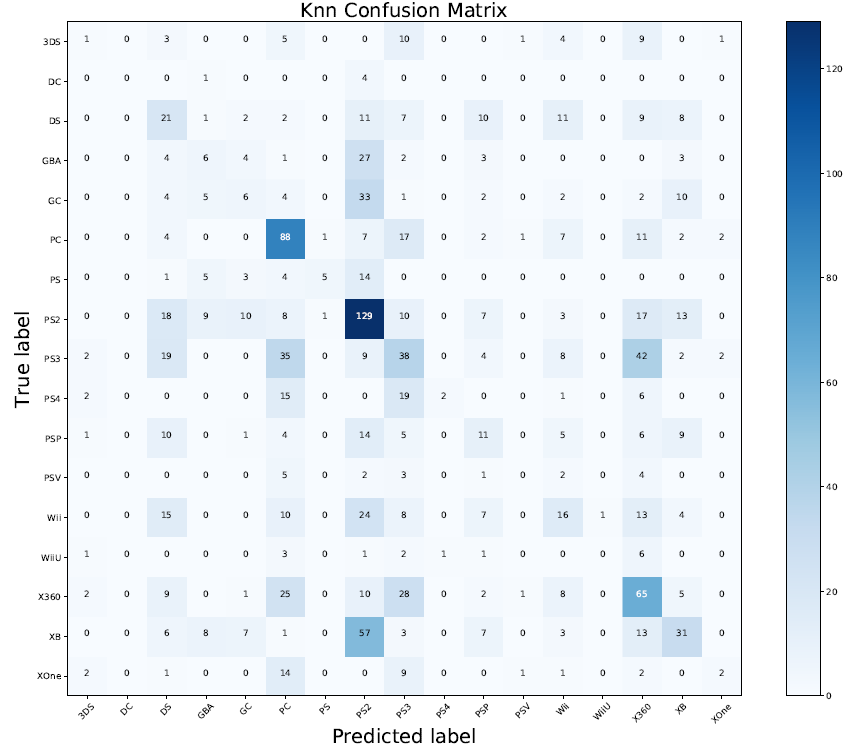 Knn Confusion Matrix
3DS 1 0 3 0 0 5 0 0 10 0 0 1 4 0 9 0 1
DC 0 0 0 1 0 0 0 4 0 0 0 0 0 0 0 0 0
DS 0 0 21 1 2 2 0 11 7 0 10 0 11 0 9 8 0
GBA 0 0 4 6 4 1 0 27 2 0 3 0 0 0 0 3 0
GC 0 0 4 5 6 4 0 33 1 0 2 0 2 0 2 10 0
PC 0 0 4 0 0 88 1 7 17 0 2 1 7 0 11 2 2
PS 0 0 1 5 3 4 5 14 0 0 0 0 0 0 0 0 0
PS2 0 0 18 9 10 8 1 129 10 0 7 0 3 0 17 13 0
PS3 2 0 19 0 0 35 0 9 38 0 4 0 8 0 42 2 2
PS4 2 0 0 0 0 15 0 0 19 2 0 0 1 0 6 0 0
PSP 1 0 10 0 1 4 0 14 5 0 11 0 5 0 6 9 0
PSV 0 0 0 0 0 5 0 2 3 0 1 0 2 0 4 0 0
Wii 0 0 15 0 0 10 0 24 8 0 7 0 16 1 13 4 0
WiiU 1 0 0 0 0 3 0 1 2 1 1 0 0 0 6 0 0
X360 2 0 9 0 1 25 0 10 28 0 2 1 8 0 65 5 0
XB 0 0 6 8 7 1 0 57 3 0 7 0 3 0 13 31 0
XOne 2 0 1 0 0 14 0 0 9 0 0 1 1 0 2 0 2
3DS DC DS GBA GC PC PS PS2 PS3 PS4 PSP PSV Wii WiiU X360 XB XOne
Predicted label
True label
120
100
80
60
40
20
0